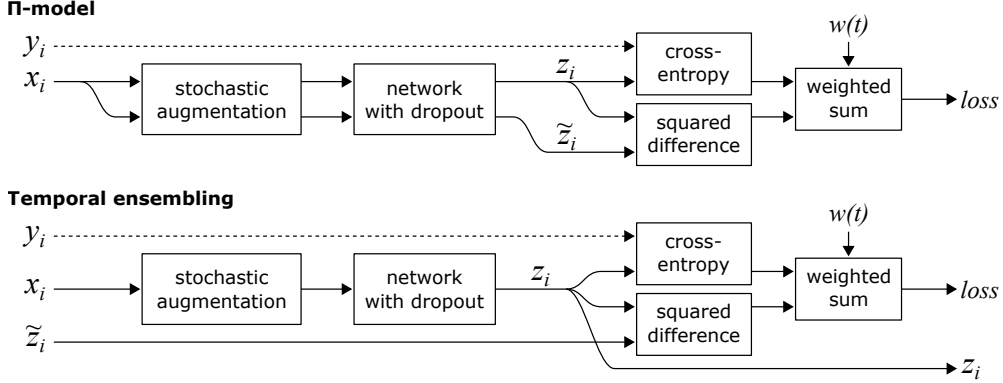 Π-model
w(t)
y_i
x_i
stochastic
augmentation
network
with dropout
z_i
z̃_i
cross-
entropy
squared
difference
weighted
sum
loss
Temporal ensembling
w(t)
y_i
x_i
z̃_i
stochastic
augmentation
network
with dropout
z_i
cross-
entropy
squared
difference
weighted
sum
loss
z_i